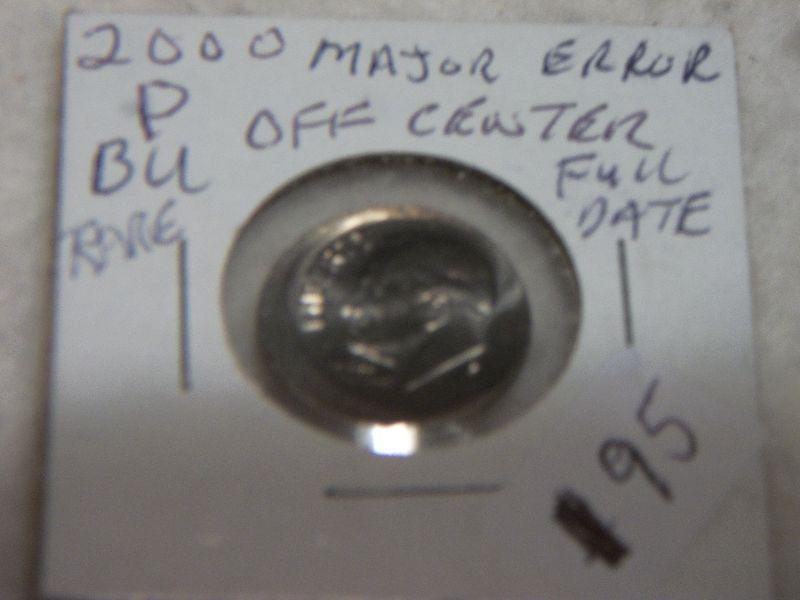 2000 MAJOR ERROR
P OFF CENTER
BU FULL
RARE DATE
95